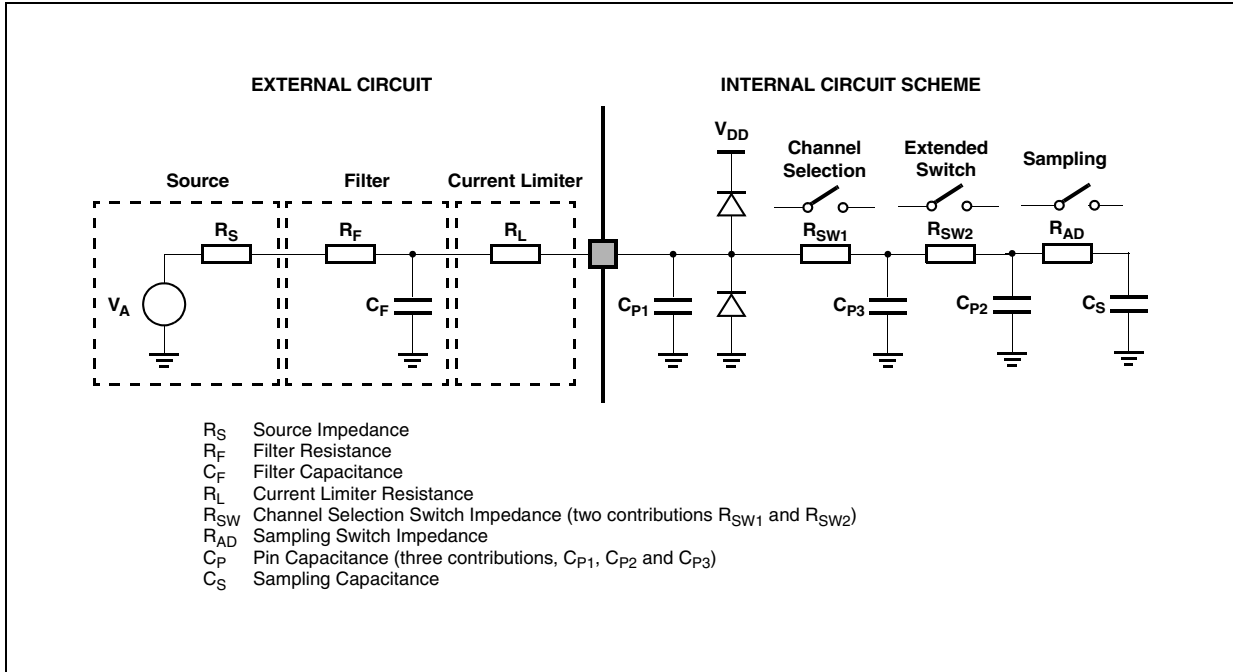 EXTERNAL CIRCUIT
INTERNAL CIRCUIT SCHEME
VDD
Channel
Selection
Extended
Switch
Sampling
Source
Filter
Current Limiter
RS
RF
RL
RSW1
RSW2
RAD
VA
CF
CP1
CP3
CP2
CS
RS Source Impedance
RF Filter Resistance
CF Filter Capacitance
RL Current Limiter Resistance
RSW Channel Selection Switch Impedance (two contributions RSW1 and RSW2)
RAD Sampling Switch Impedance
CP Pin Capacitance (three contributions, CP1, CP2 and CP3)
CS Sampling Capacitance